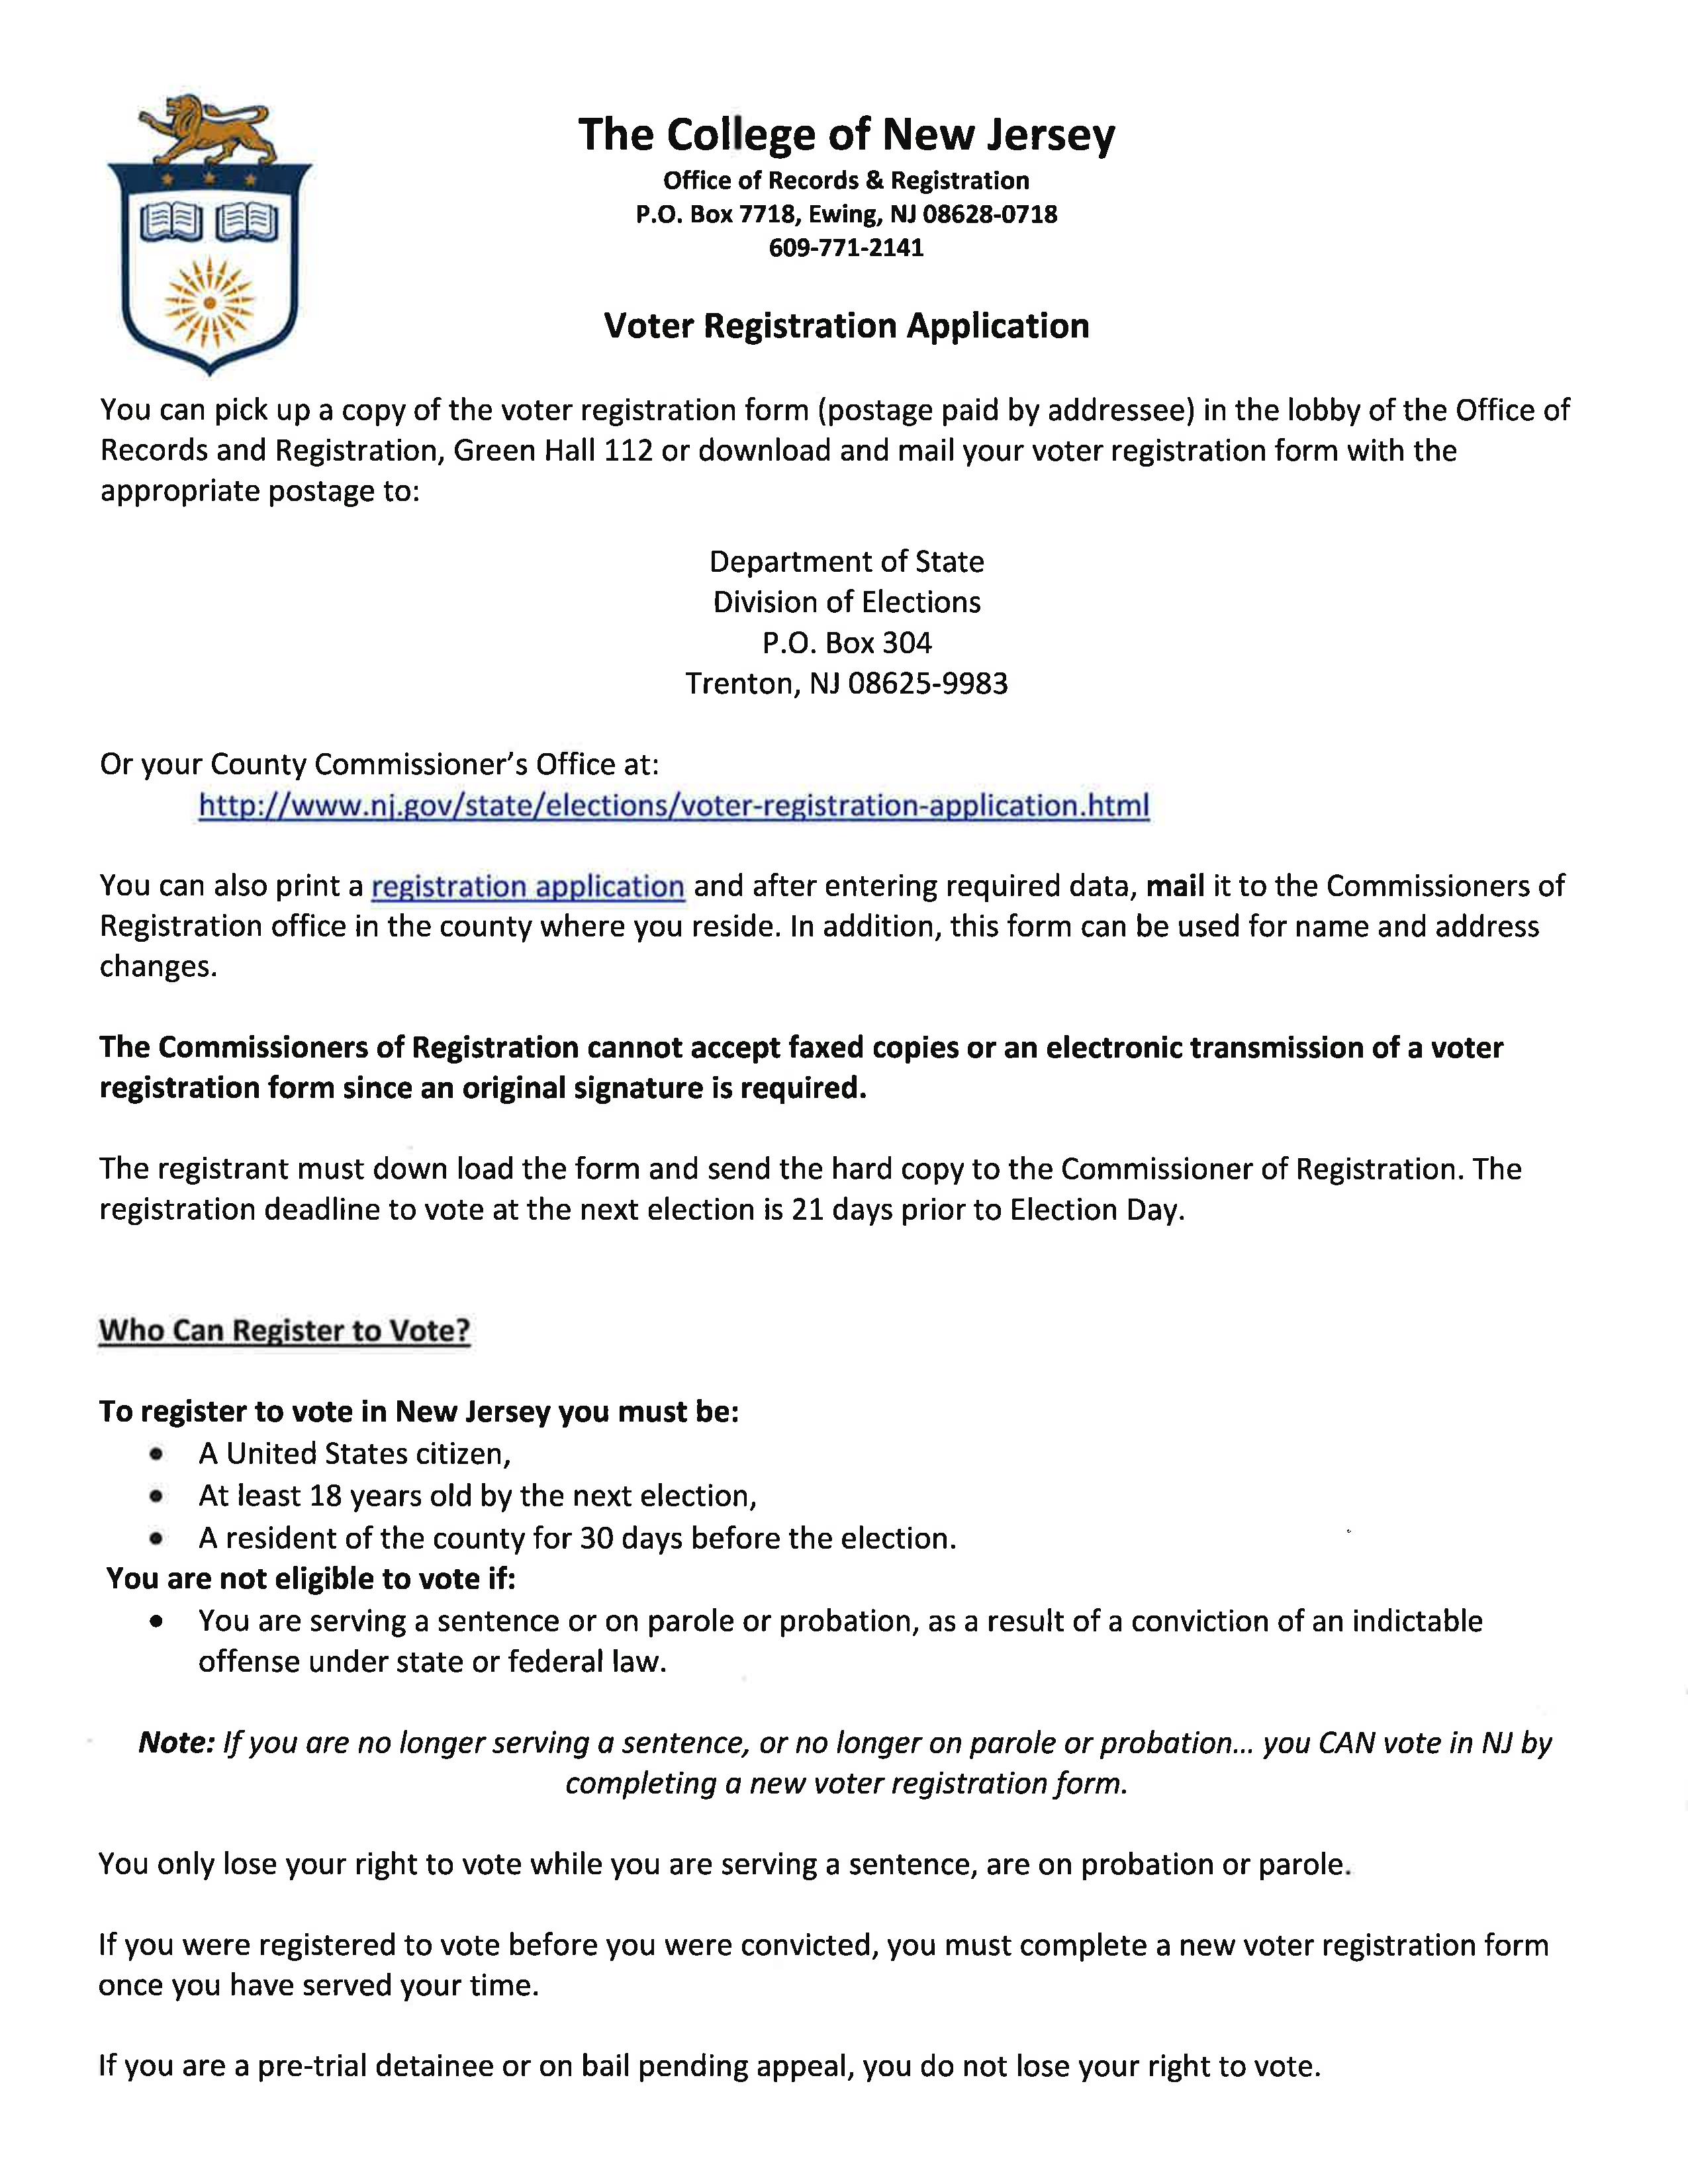 The College of New Jersey
Office of Records & Registration
P.O. Box 7718, Ewing, NJ 08628-0718
609-771-2141
Voter Registration Application
You can pick up a copy of the voter registration form (postage paid by addressee) in the lobby of the Office of
Records and Registration, Green Hall 112 or download and mail your voter registration form with the
appropriate postage to:
Department of State
Division of Elections
P.O. Box 304
Trenton, NJ 08625-9983
Or your County Commissioner's Office at:
http://www.nj.gov/state/elections/voter-registration-application.html
You can also print a registration application and after entering required data, mail it to the Commissioners of
Registration office in the county where you reside. In addition, this form can be used for name and address
changes.
The Commissioners of Registration cannot accept faxed copies or an electronic transmission of a voter
registration form since an original signature is required.
The registrant must down load the form and send the hard copy to the Commissioner of Registration. The
registration deadline to vote at the next election is 21 days prior to Election Day.
Who Can Register to Vote?
To register to vote in New Jersey you must be:
• A United States citizen,
• At least 18 years old by the next election,
• A resident of the county for 30 days before the election.
You are not eligible to vote if:
• You are serving a sentence or on parole or probation, as a result of a conviction of an indictable
offense under state or federal law.
Note: If you are no longer serving a sentence, or no longer on parole or probation... you CAN vote in NJ by
completing a new voter registration form.
You only lose your right to vote while you are serving a sentence, are on probation or parole.
If you were registered to vote before you were convicted, you must complete a new voter registration form
once you have served your time.
If you are a pre-trial detainee or on bail pending appeal, you do not lose your right to vote.